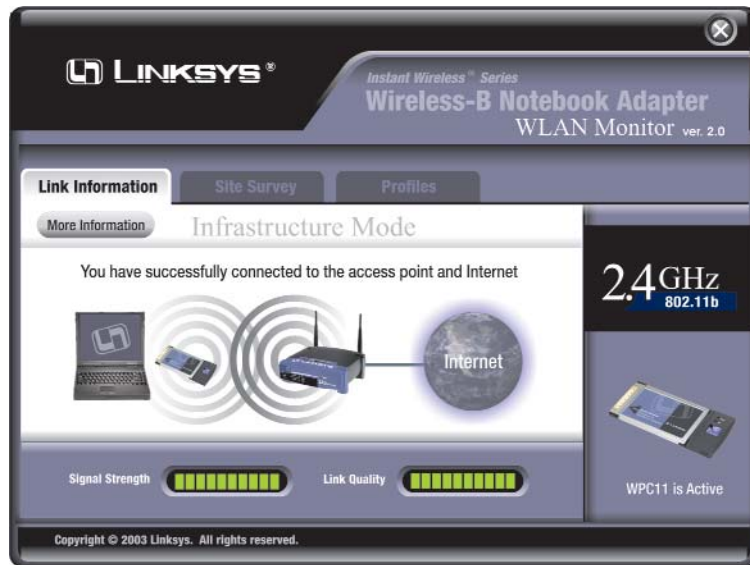 LINKSYS®
Instant Wireless® Series
Wireless-B Notebook Adapter
WLAN Monitor ver. 2.0
Link Information
Site Survey
Profiles
More Information
Infrastructure Mode
You have successfully connected to the access point and Internet
2.4GHz
802.11b
Internet
Signal Strength
Link Quality
WPC11 is Active
Copyright © 2003 Linksys. All rights reserved.